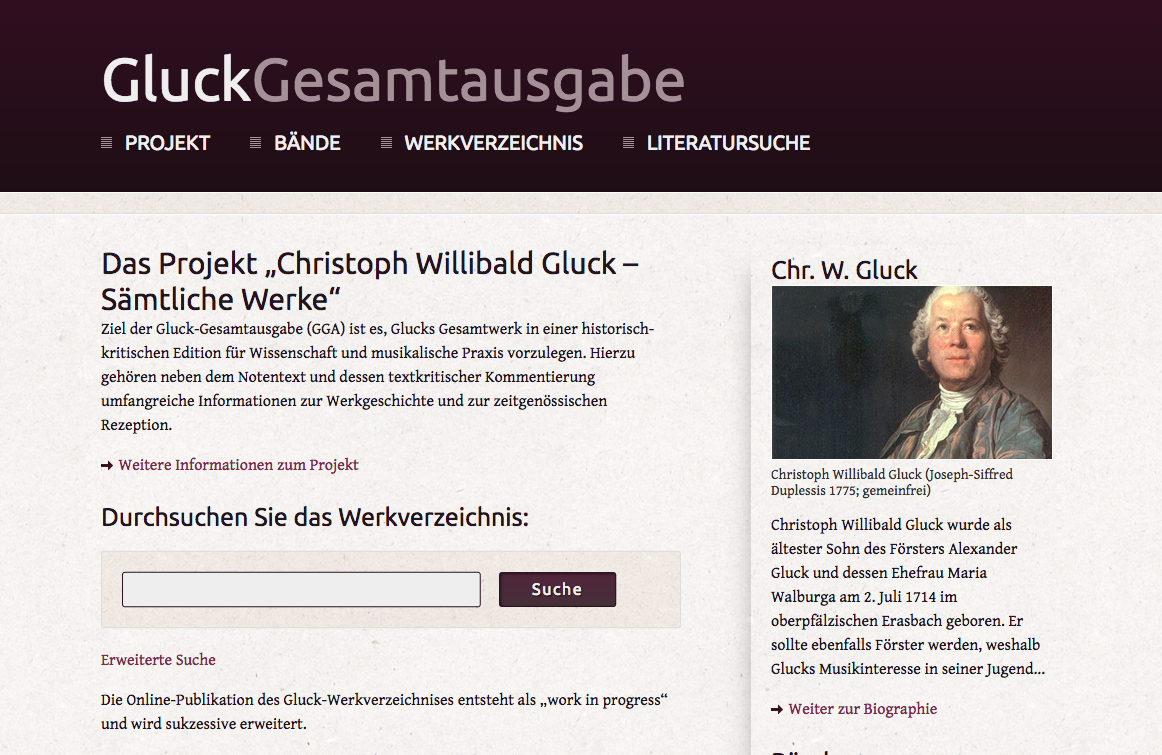 GluckGesamtausgabe
PROJEKT BÄNDE WERKVERZEICHNIS LITERATURSUCHE
Das Projekt „Christoph Willibald Gluck –
Sämtliche Werke“
Ziel der Gluck-Gesamtausgabe (GGA) ist es, Glucks Gesamtwerk in einer historisch-
kritischen Edition für Wissenschaft und musikalische Praxis vorzulegen. Hierzu
gehören neben dem Notentext und dessen textkritischer Kommentierung
umfangreiche Informationen zur Werkgeschichte und zur zeitgenössischen
Rezeption.
Weitere Informationen zum Projekt
Durchsuchen Sie das Werkverzeichnis:
Suche
Erweiterte Suche
Die Online-Publikation des Gluck-Werkverzeichnises entsteht als „work in progress“
und wird sukzessive erweitert.
Chr. W. Gluck
Christoph Willibald Gluck (Joseph-Siffred
Duplessis 1775; gemeinfrei)
Christoph Willibald Gluck wurde als
ältester Sohn des Försters Alexander
Gluck und dessen Ehefrau Maria
Walburga am 2. Juli 1714 im
oberpfälzischen Erasbach geboren. Er
sollte ebenfalls Förster werden, weshalb
Glucks Musikinteresse in seiner Jugend...
Weiter zur Biographie